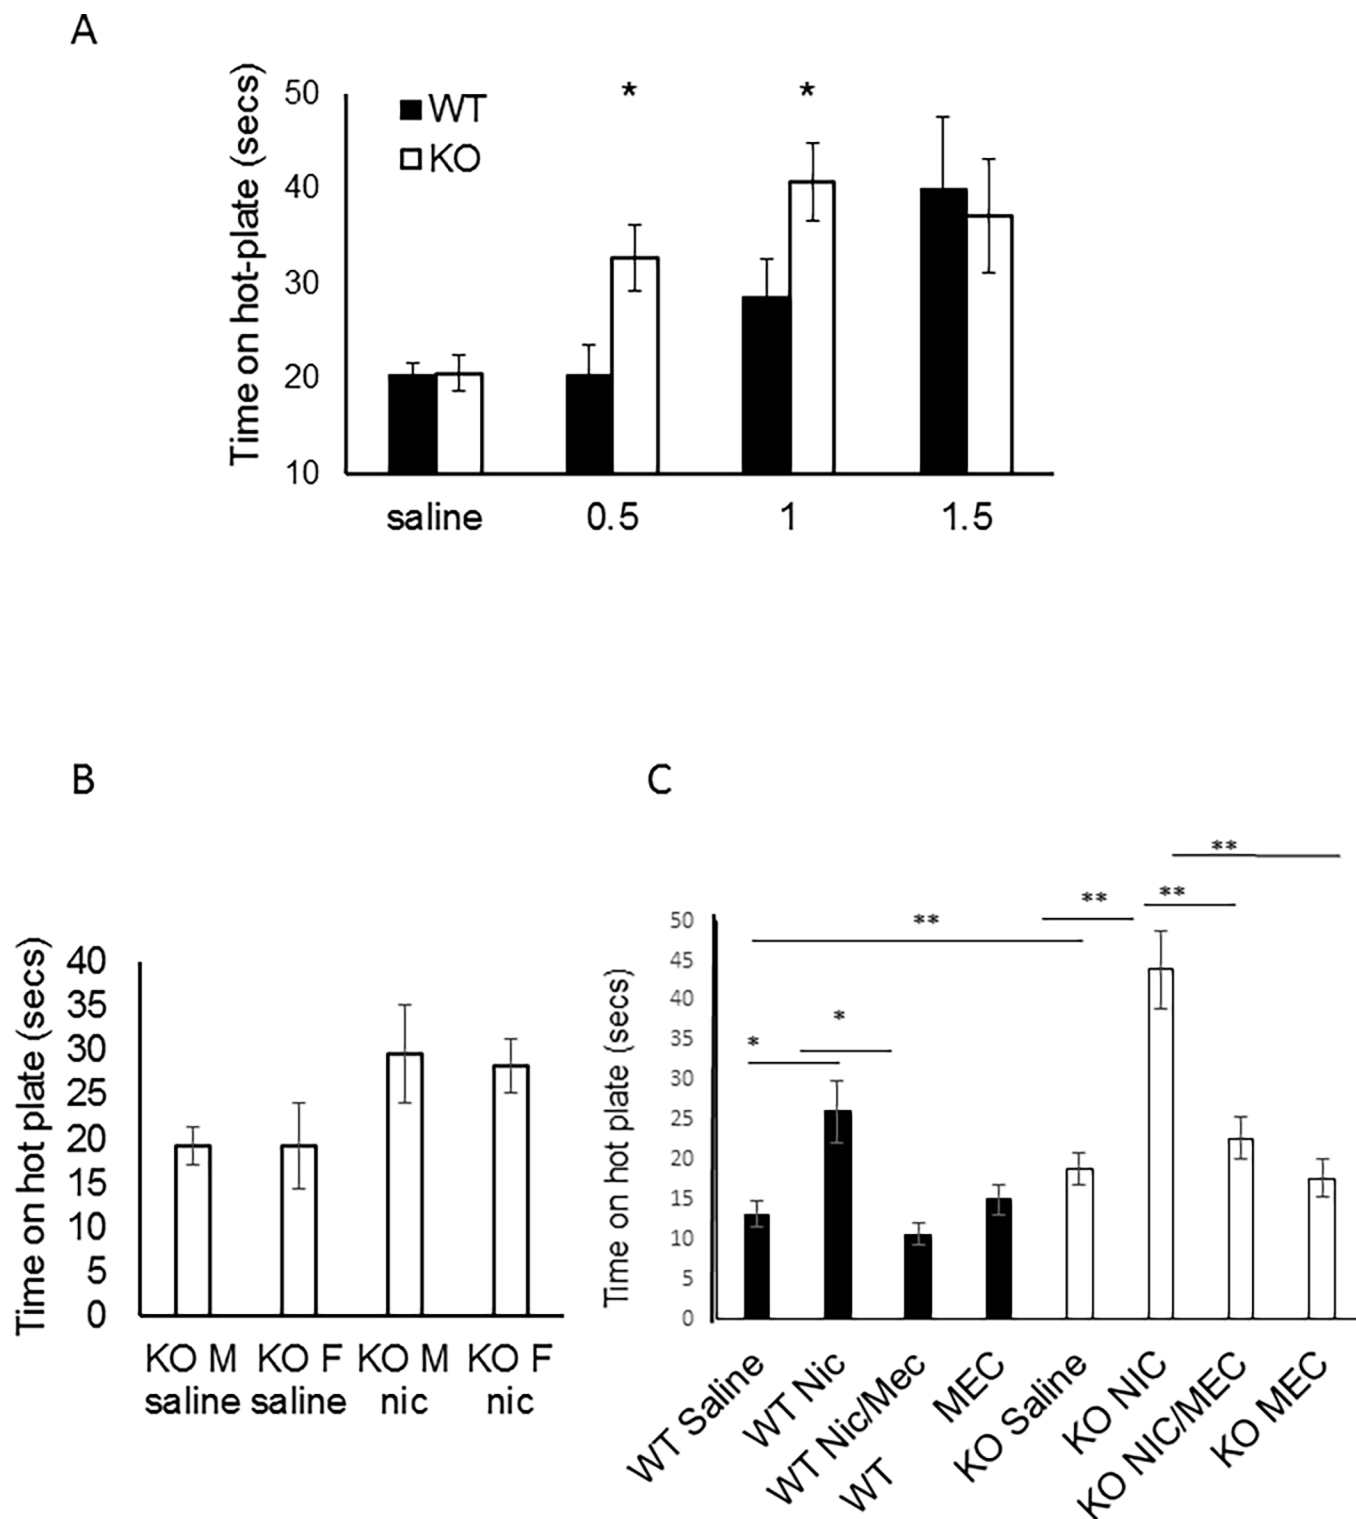 A
Time on hot-plate (secs)
50
40
30
20
10
WT
KO
*
*
saline
0.5
1
1.5
B
Time on hot plate (secs)
40
35
30
25
20
15
10
5
0
KO M saline
KO F saline
KO M nic
KO F nic
C
Time on hot plate (secs)
50
45
40
35
30
25
20
15
10
5
0
*
*
**
**
**
**
WT Saline
WT Nic
WT Nic/Mec
WT MEC
KO Saline
KO NIC
KO NIC/MEC
KO MEC